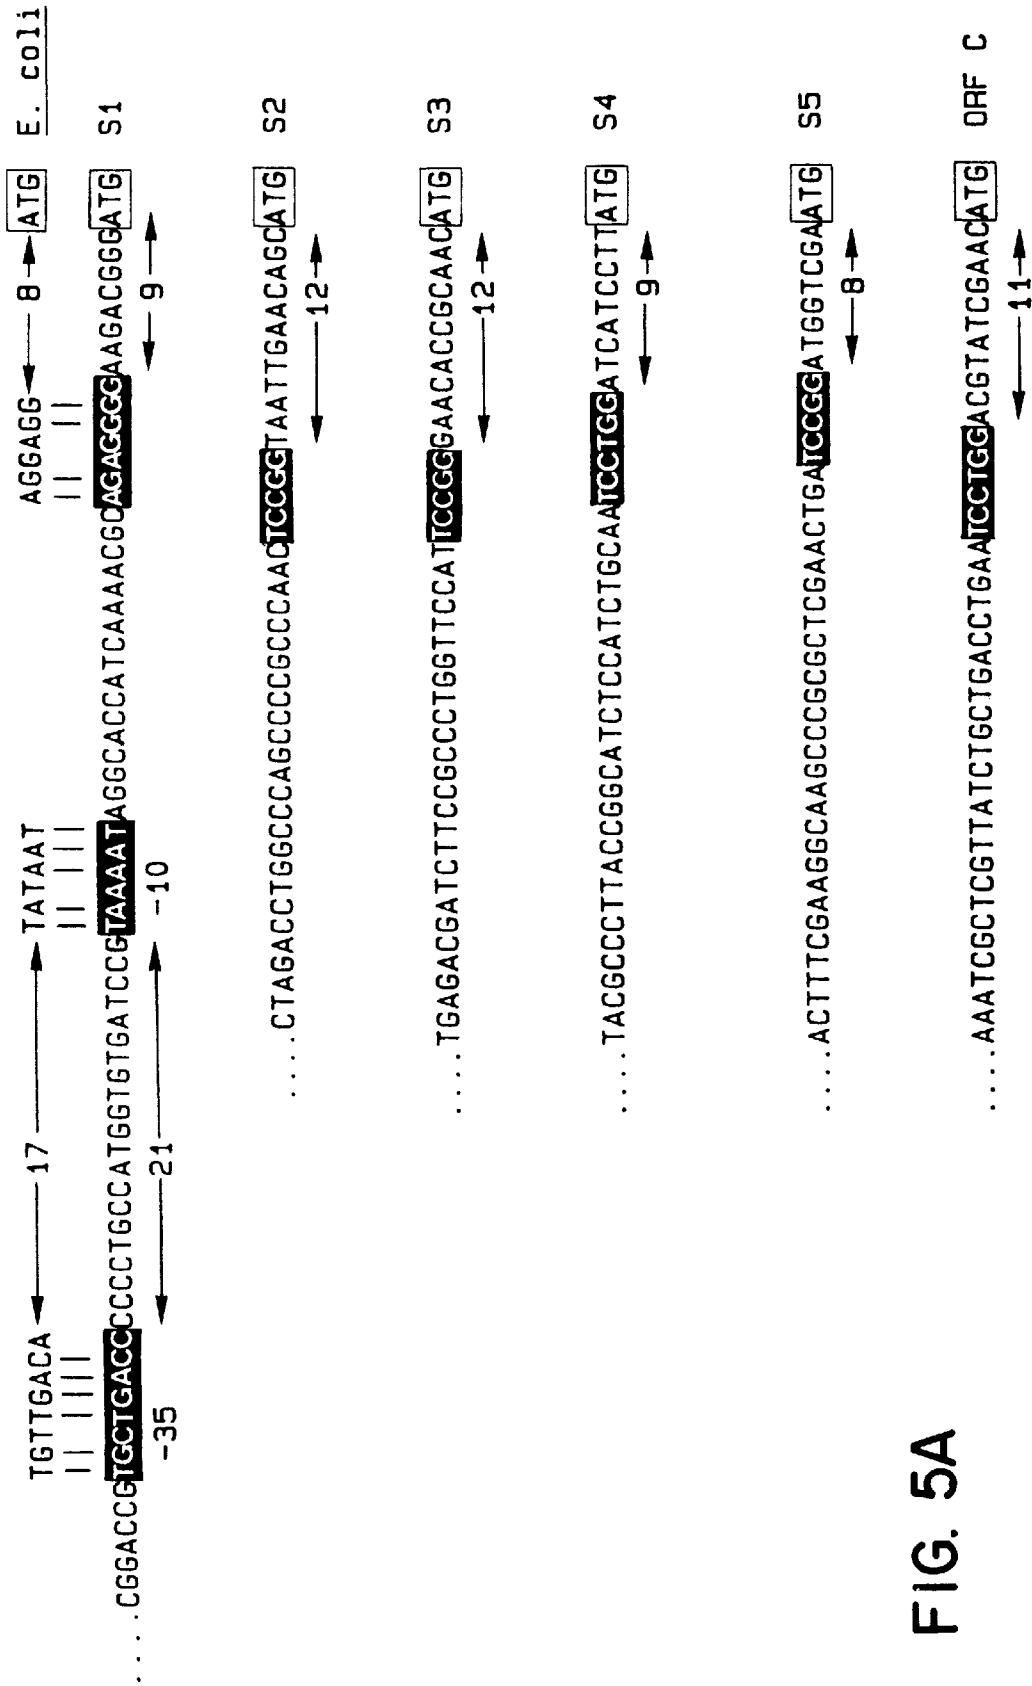 TGTTGACA 17 TATAAT AGGAGG 8 ATG E. coli
....CGGACCGTGCTGACCCCCCTGCCATGGTGTGATCCGTAAAATAGGCACCATCAAAACGCAGAGGGGAAGACGGGATG S1
-35 21 -10 9
....CTAGACCTGGCCCAGCCCCGCCCAACTCCGGTAATTGAACAGCATG S2
12
....TGAGACGATCTTCCGCCCTGGTTCCATTCCGGGAACACCGCAACATG S3
12
....TACGCCCTTACCGGCATCTCCATCTGCAATCCTGGATCATCCTTATG S4
9
....ACTTTCGAAGGCAAGCCCGCGCTCGAACTGATCCGGATGGTCGAATG S5
8
....AAATCGCTCGTTATCTGCTGACCTGAATCCTGGACGTATCGAACATG ORF C
11
FIG. 5A